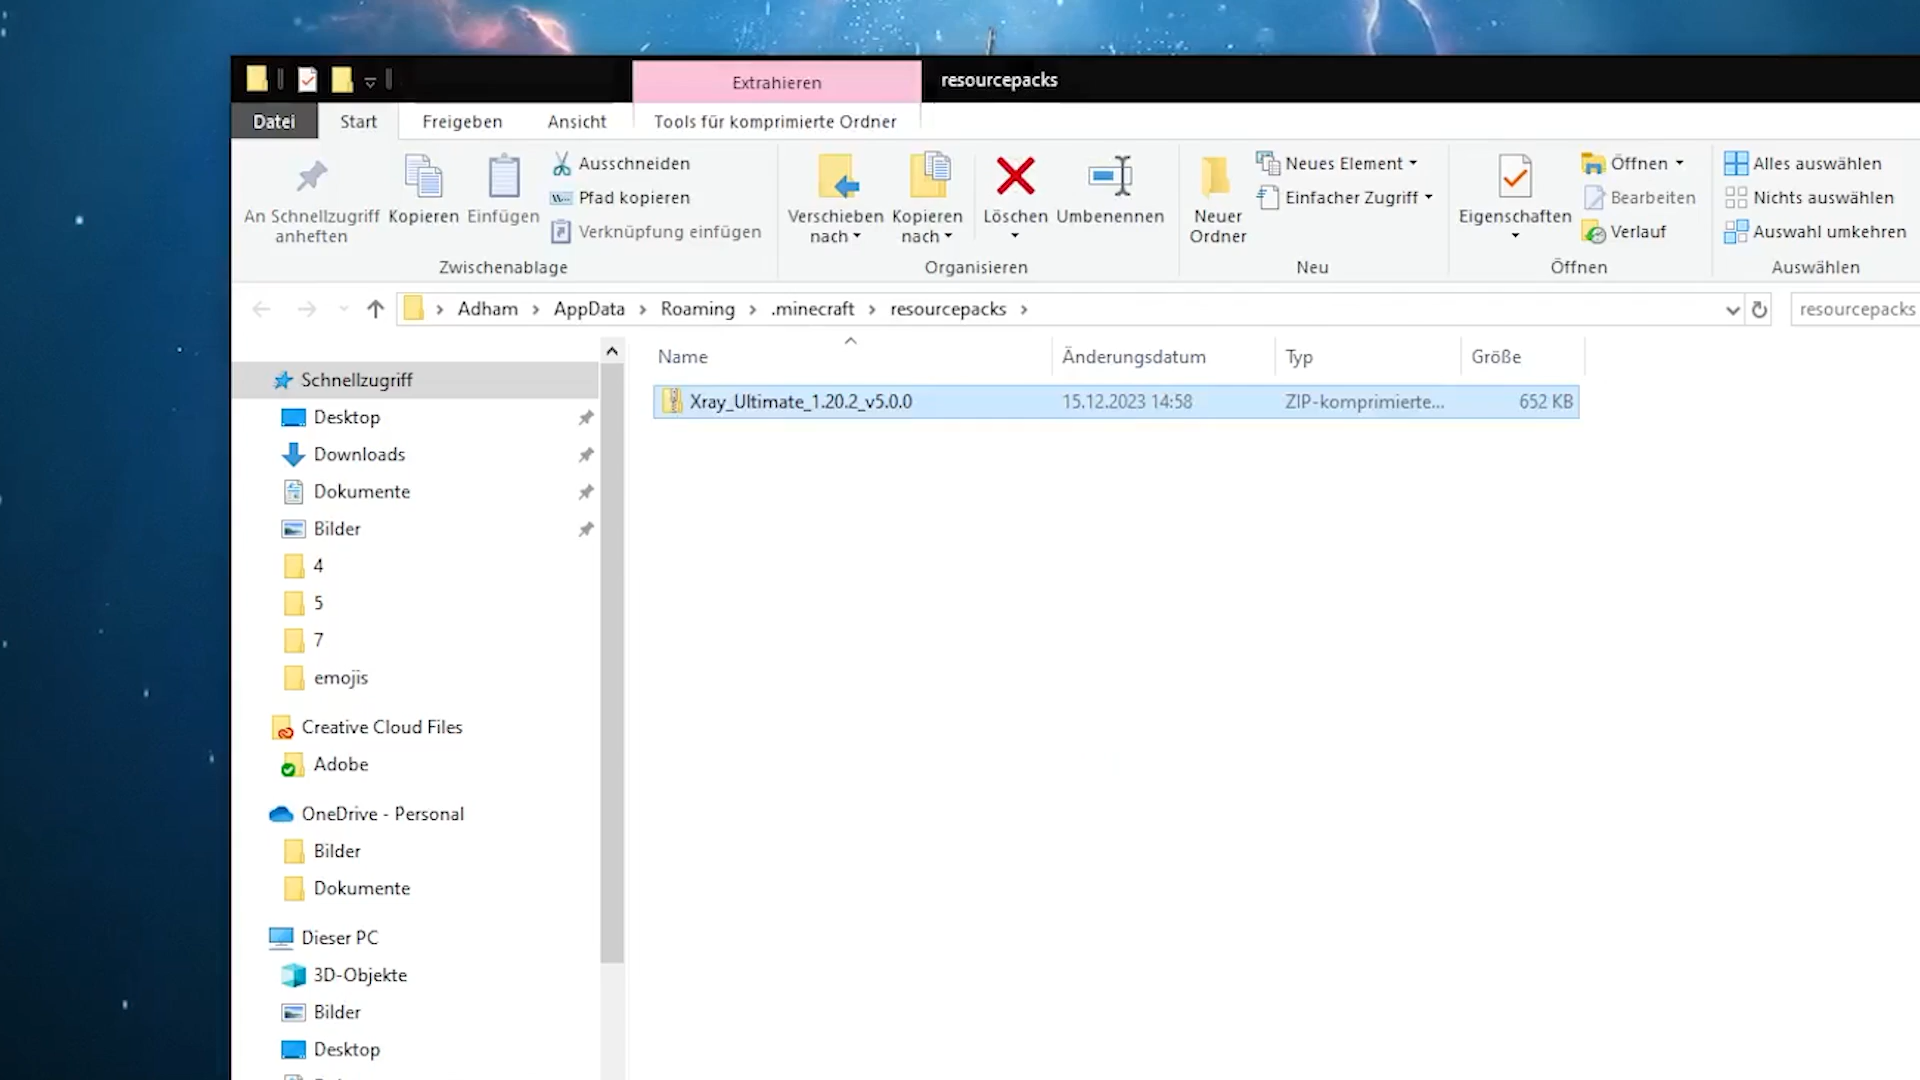 Extrahieren
resourcepacks
Datei
Start
Freigeben
Ansicht
Tools für komprimierte Ordner
An Schnellzugriff
anheften
Kopieren
Einfügen
Ausschneiden
Pfad kopieren
Verknüpfung einfügen
Zwischenablage
Verschieben
nach
Kopieren
nach
Löschen
Umbenennen
Organisieren
Neuer
Ordner
Neues Element
Einfacher Zugriff
Neu
Eigenschaften
Öffnen
Bearbeiten
Verlauf
Öffnen
Alles auswählen
Nichts auswählen
Auswahl umkehren
Auswählen
Adham › AppData › Roaming › .minecraft › resourcepacks ›
resourcepacks
Name
Änderungsdatum
Typ
Größe
Xray_Ultimate_1.20.2_v5.0.0
15.12.2023 14:58
ZIP-komprimierte...
652 KB
Schnellzugriff
Desktop
Downloads
Dokumente
Bilder
4
5
7
emojis
Creative Cloud Files
Adobe
OneDrive - Personal
Bilder
Dokumente
Dieser PC
3D-Objekte
Bilder
Desktop